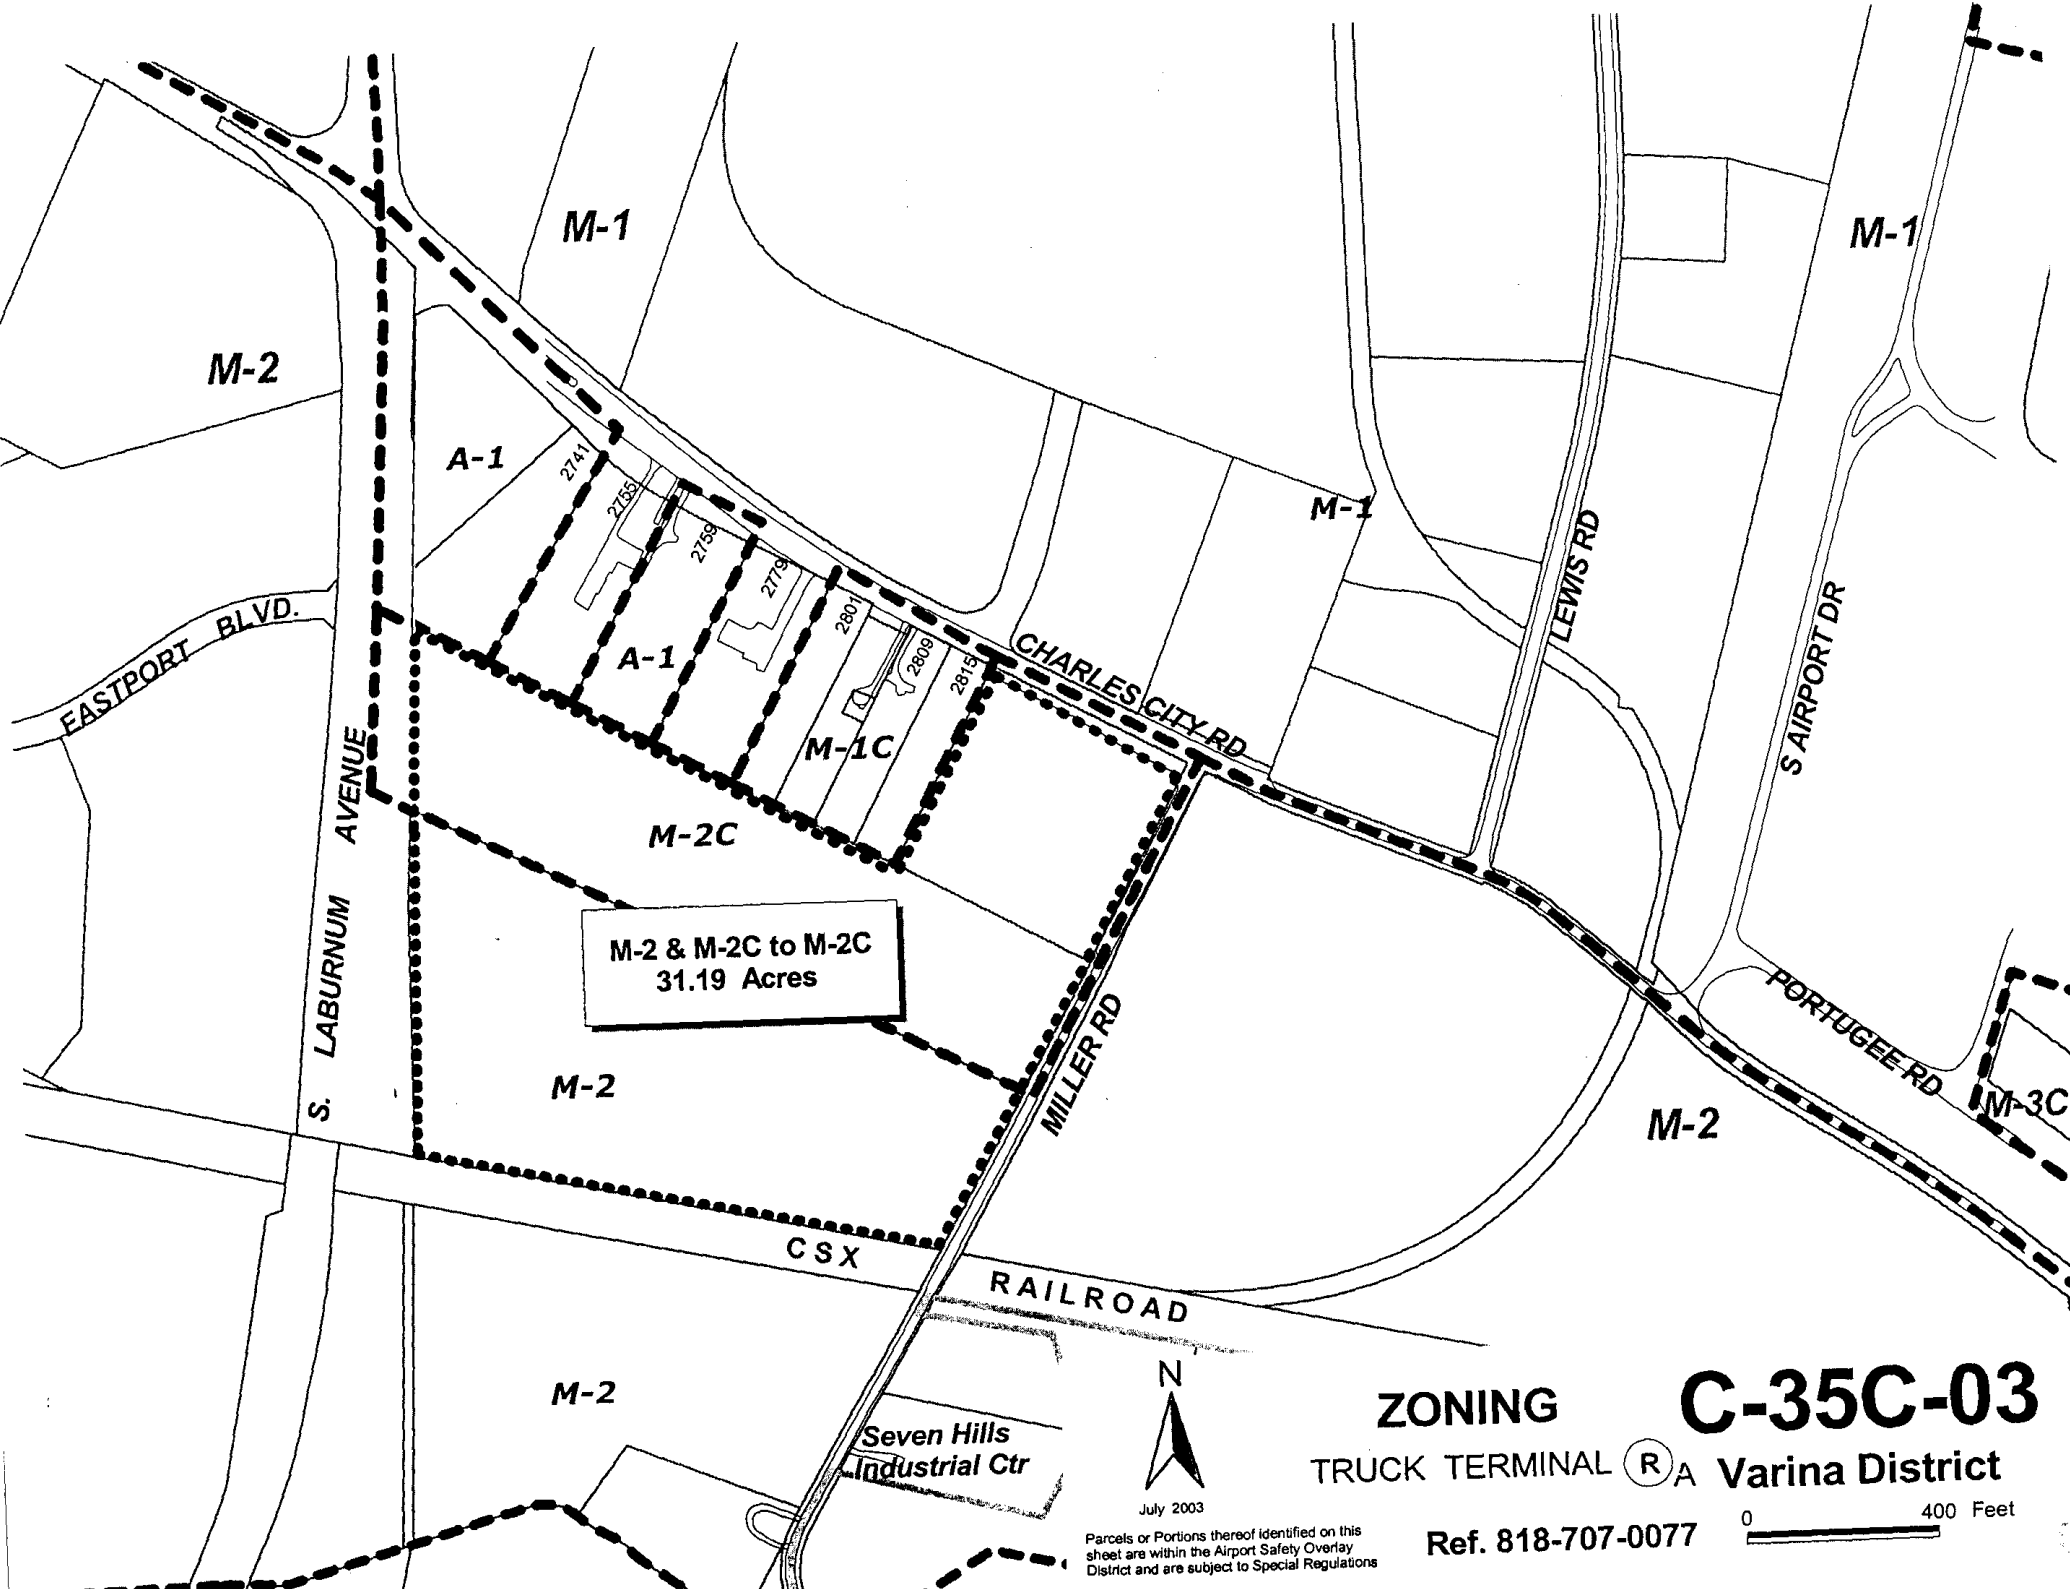 M-1
M-1
M-2
A-1
2741
2755
2759
2779
2801
2809
2815
M-1
LEWIS RD
S AIRPORT DR
EASTPORT BLVD.
A-1
CHARLES CITY RD
M-1C
M-2C
S. LABURNUM AVENUE
M-2 & M-2C to M-2C
31.19 Acres
MILLER RD
PORTUGEE RD
M-3C
M-2
M-2
CSX RAILROAD
M-2
Seven Hills
Industrial Ctr
N
July 2003
ZONING
C-35C-03
TRUCK TERMINAL R A
Varina District
0 400 Feet
Ref. 818-707-0077
Parcels or Portions thereof identified on this
sheet are within the Airport Safety Overlay
District and are subject to Special Regulations